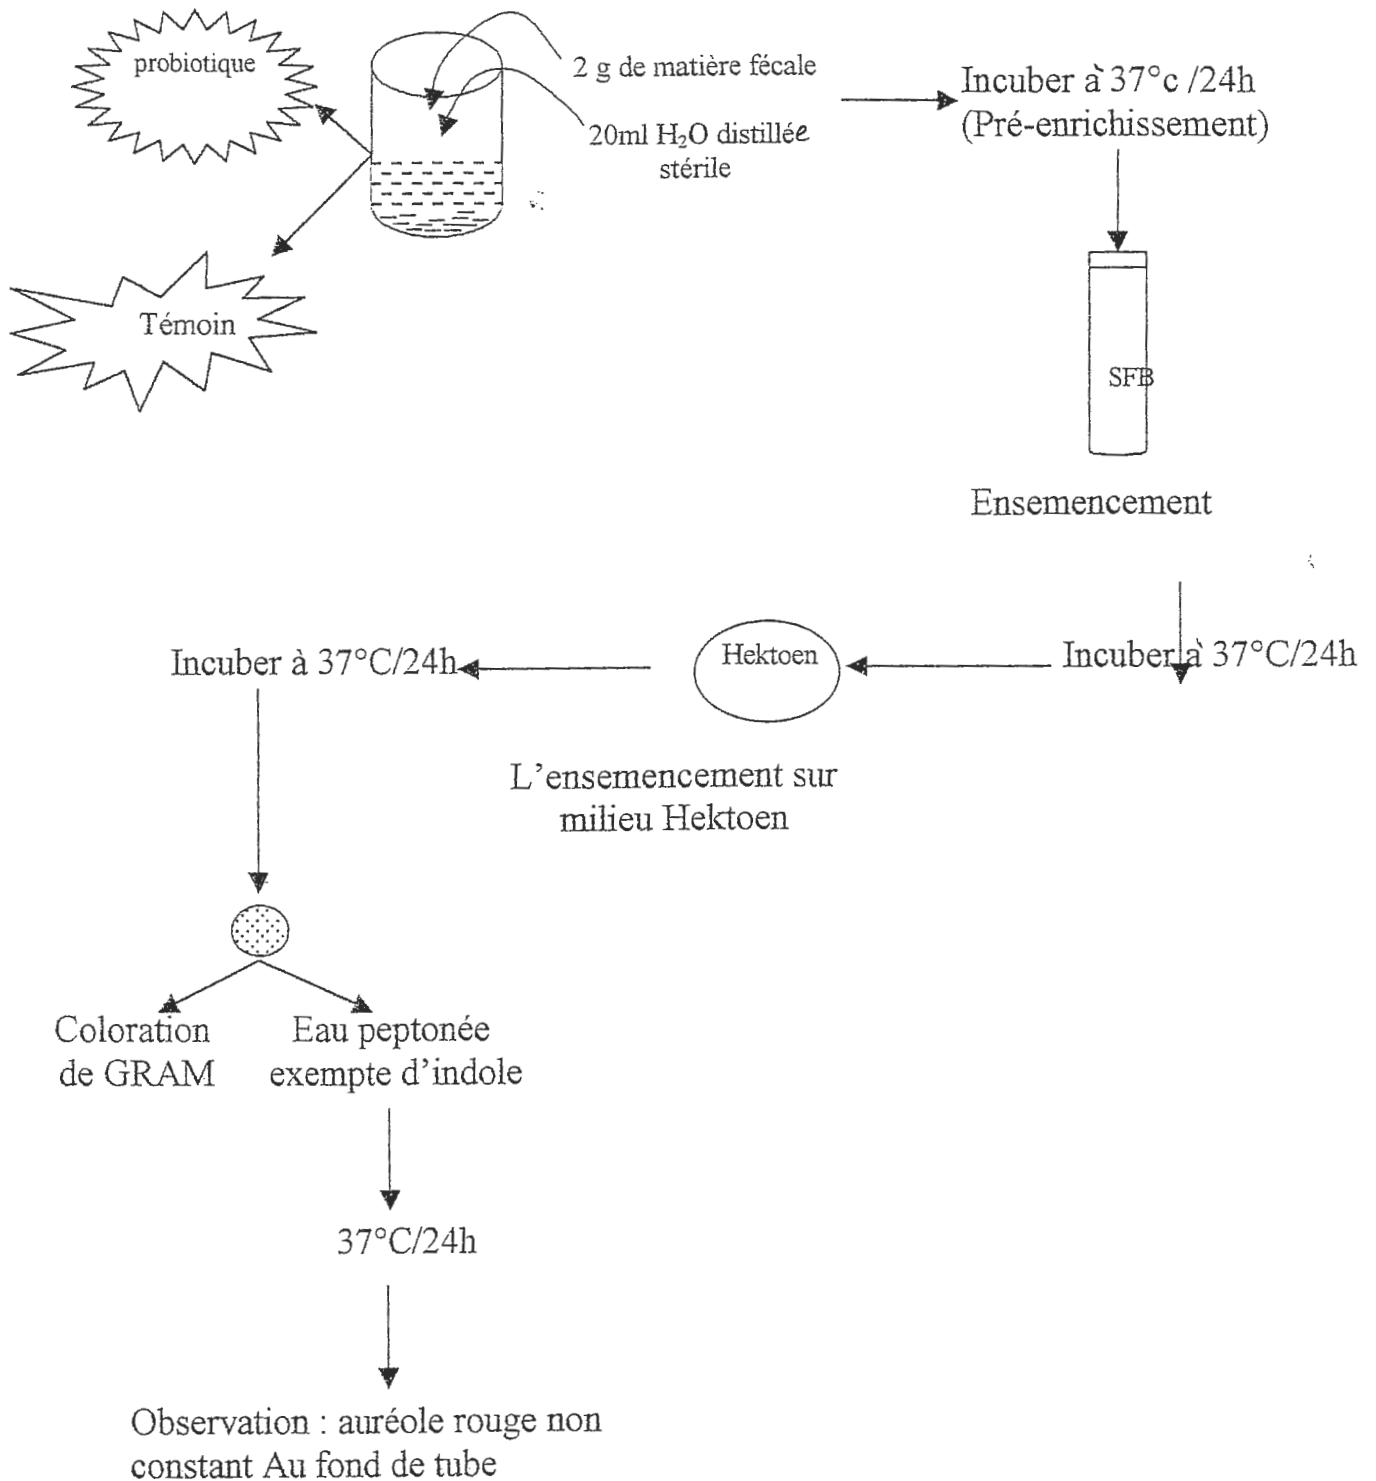 probiotique
2 g de matière fécale
20ml H₂O distillée
stérile
Incuber à 37°c /24h
(Pré-enrichissement)
Témoin
SFB
Ensemencement
Incuber à 37°C/24h
Hektoen
Incuber à 37°C/24h
L'ensemencement sur
milieu Hektoen
Coloration
de GRAM
Eau peptonée
exempte d'indole
37°C/24h
Observation : auréole rouge non
constant Au fond de tube